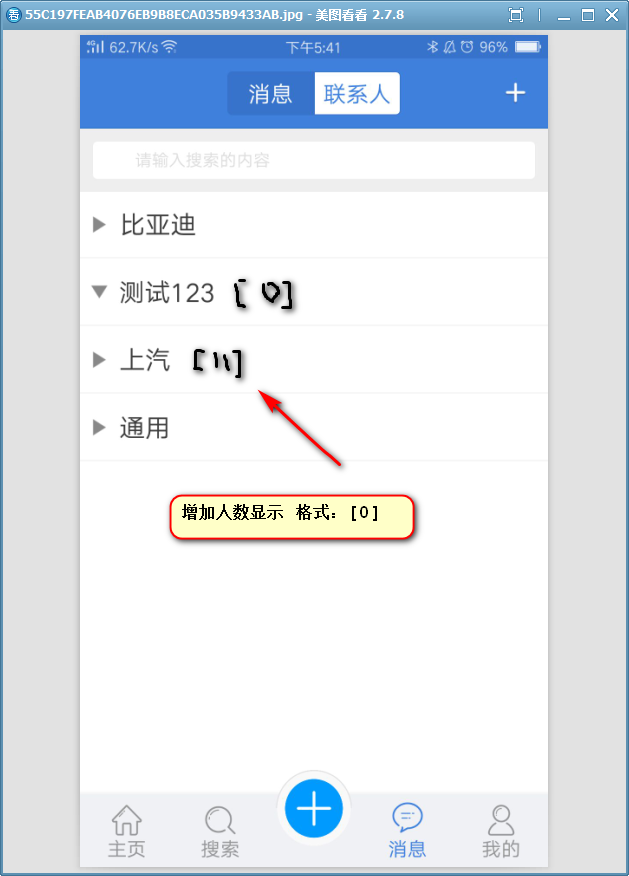 55C197FEAB4076EB9B8ECA035B9433AB.jpg - 美图看看 2.7.8
4G 62.7K/s 下午5:41 96%
消息 联系人
请输入搜索的内容
比亚迪
测试123 [0]
上汽 [11]
通用
增加人数显示 格式：[0]
主页 搜索 消息 我的